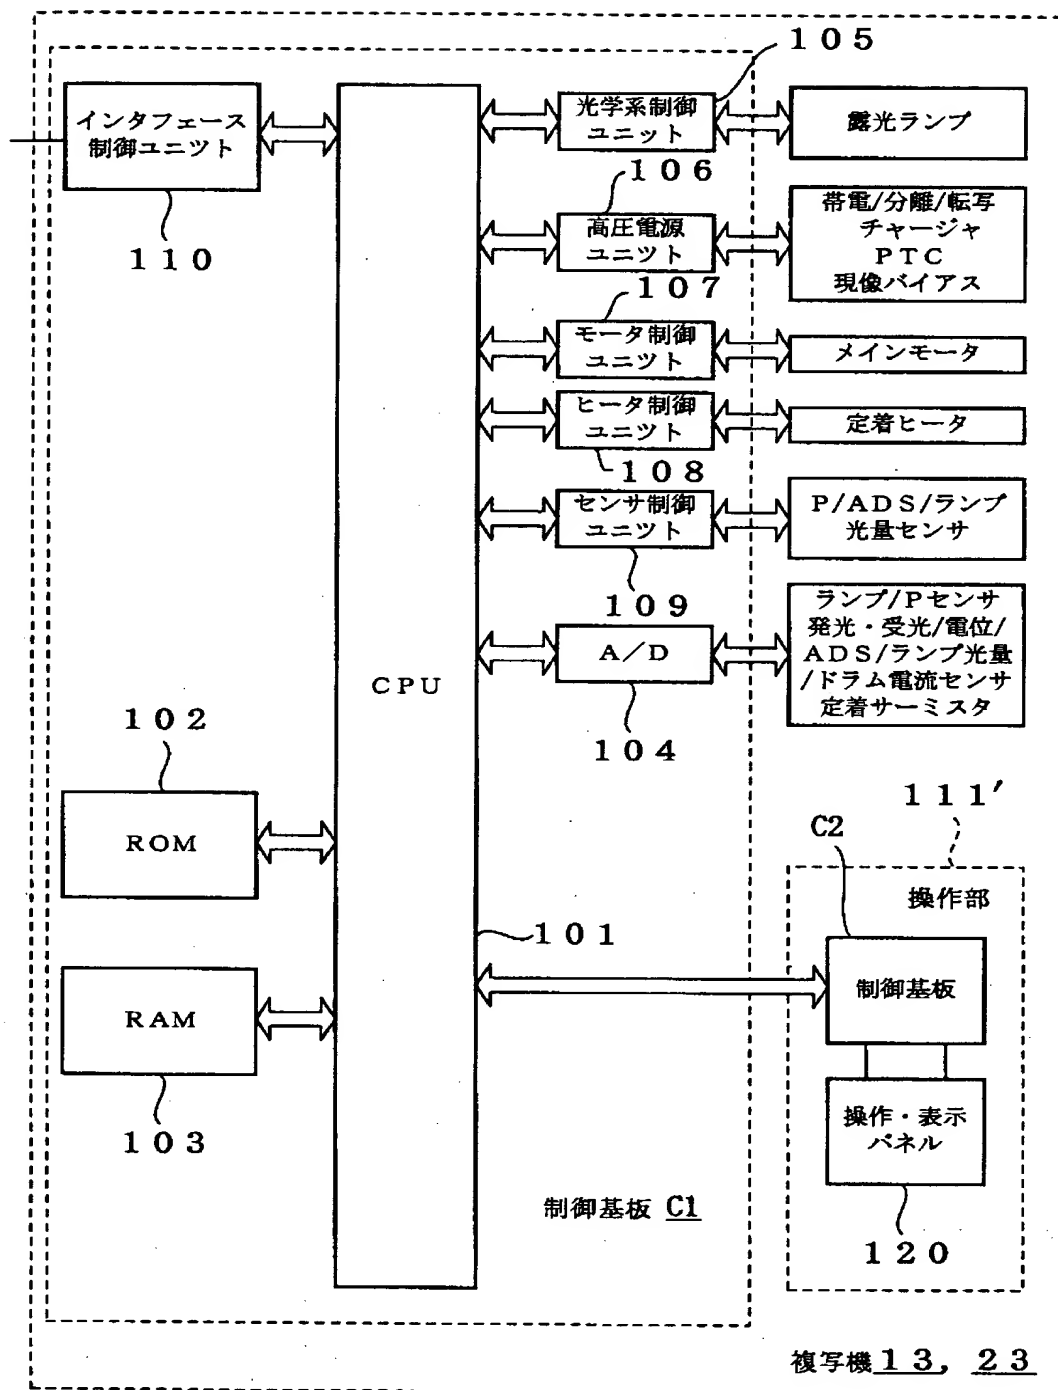 105
インタフェース
制御ユニット
110
CPU
光学系制御
ユニット
露光ランプ
106
高圧電源
ユニット
帯電/分離/転写
チャージャ
PTC
現像バイアス
107
モータ制御
ユニット
メインモータ
ヒータ制御
ユニット
定着ヒータ
108
センサ制御
ユニット
P/ADS/ランプ
光量センサ
109
A/D
ランプ/Pセンサ
発光・受光/電位/
ADS/ランプ光量
/ドラム電流センサ
定着サーミスタ
104
102
ROM
101
RAM
103
111′
C2
操作部
制御基板
操作・表示
パネル
120
制御基板 C1
複写機 13, 23